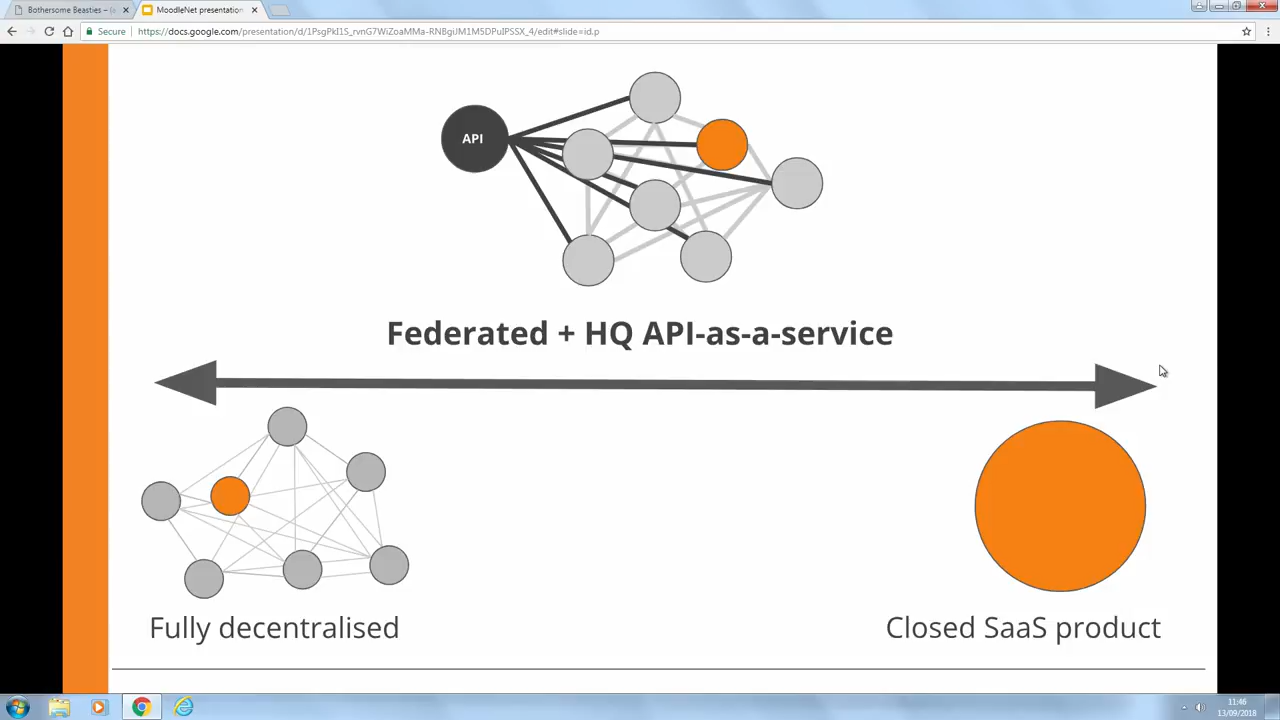 Bothersome Beasties – (
MoodleNet presentation
Secure
https://docs.google.com/presentation/d/1PsgPkI1S_rvnG7WiZoaMMa-RNBgiJM1M5DPuIPSSX_4/edit#slide=id.p
API
Federated + HQ API-as-a-service
Fully decentralised
Closed SaaS product
11:46
13/09/2018